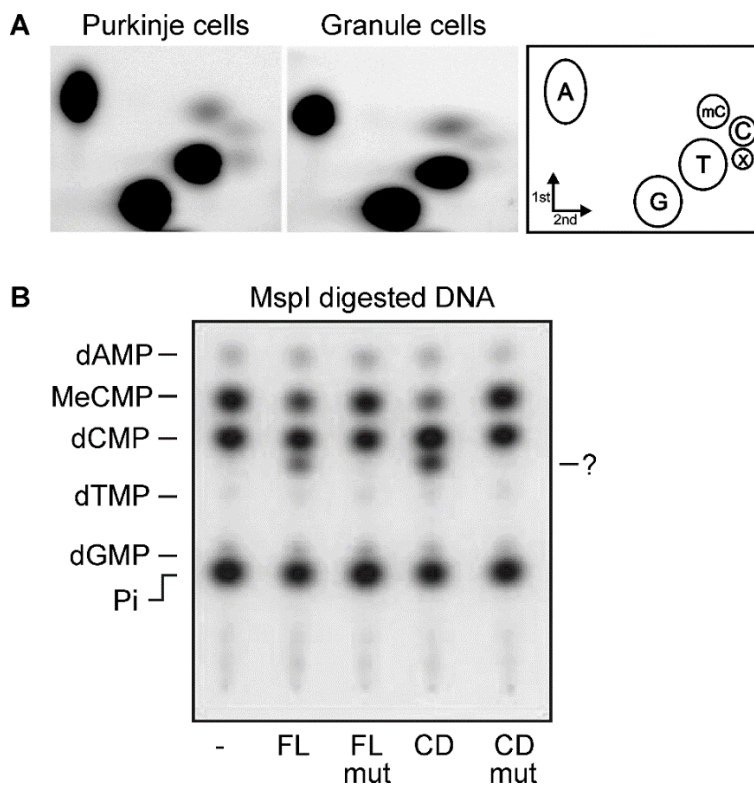 A
Purkinje cells
Granule cells
A
mC
C
X
T
G
1st
2nd
B
MspI digested DNA
dAMP
MeCMP
dCMP
?
dTMP
dGMP
Pi
- FL FL CD CD
mut mut